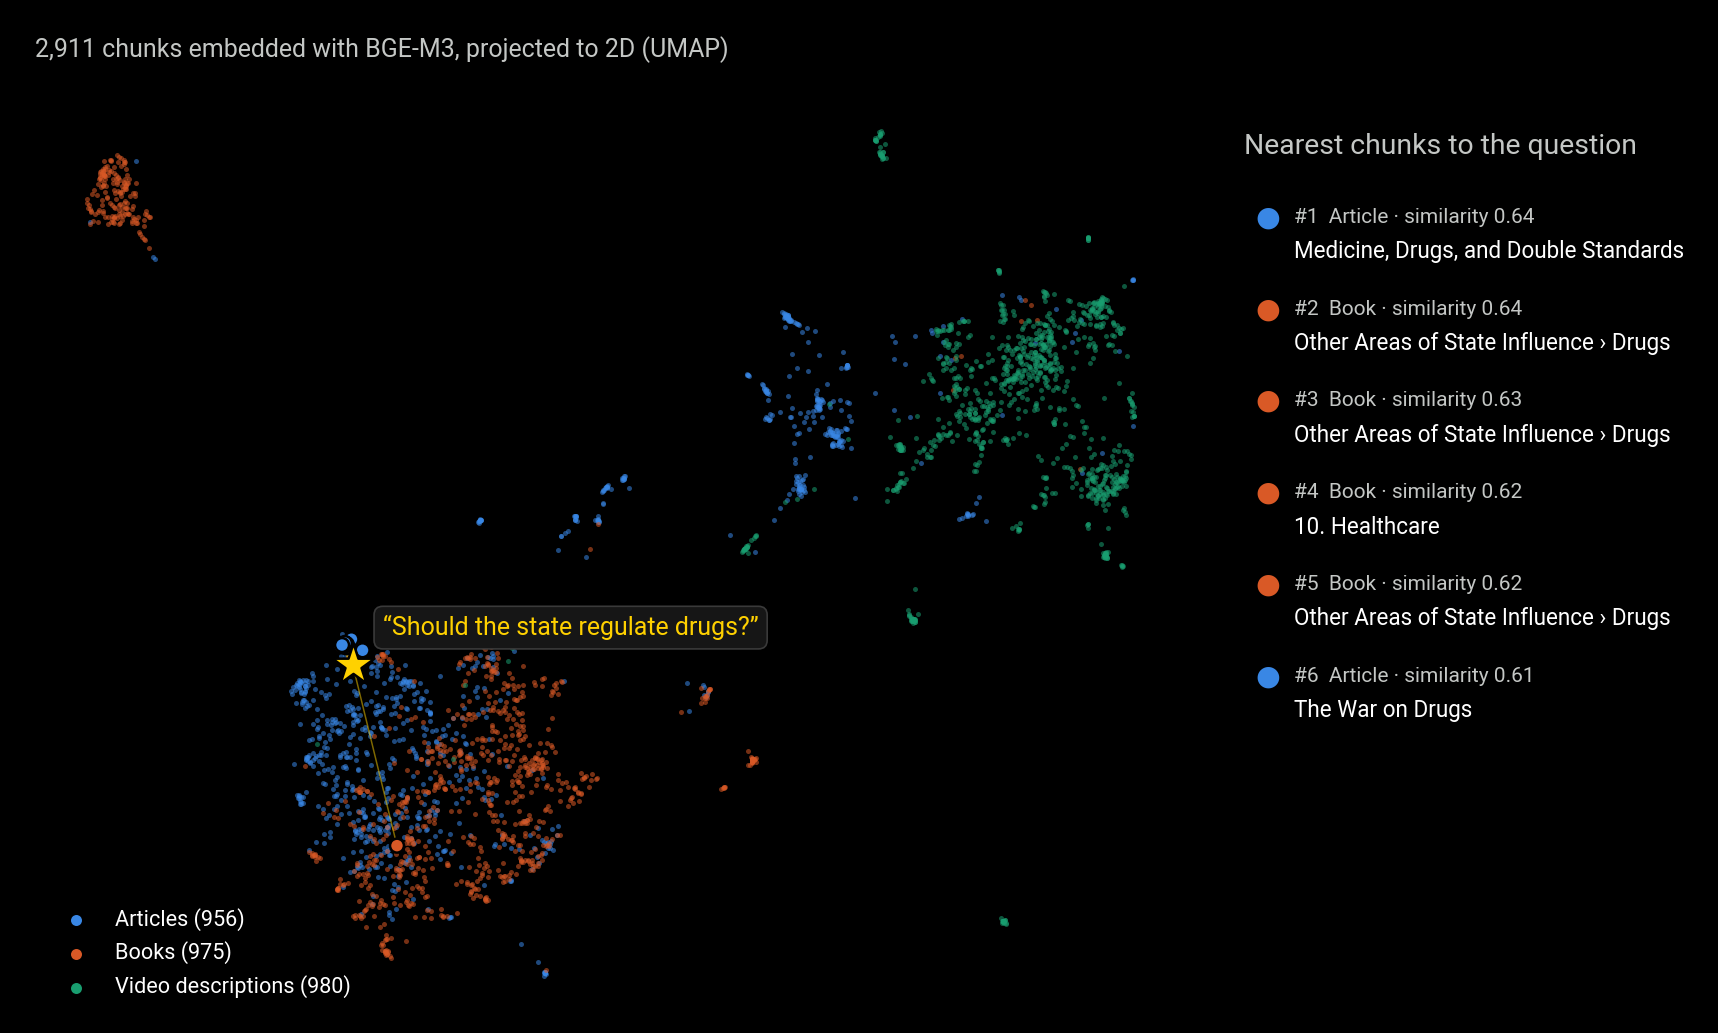 2,911 chunks embedded with BGE-M3, projected to 2D (UMAP)
Nearest chunks to the question
#1 Article · similarity 0.64
Medicine, Drugs, and Double Standards
#2 Book · similarity 0.64
Other Areas of State Influence › Drugs
#3 Book · similarity 0.63
Other Areas of State Influence › Drugs
#4 Book · similarity 0.62
10. Healthcare
#5 Book · similarity 0.62
Other Areas of State Influence › Drugs
#6 Article · similarity 0.61
The War on Drugs
“Should the state regulate drugs?”
Articles (956)
Books (975)
Video descriptions (980)